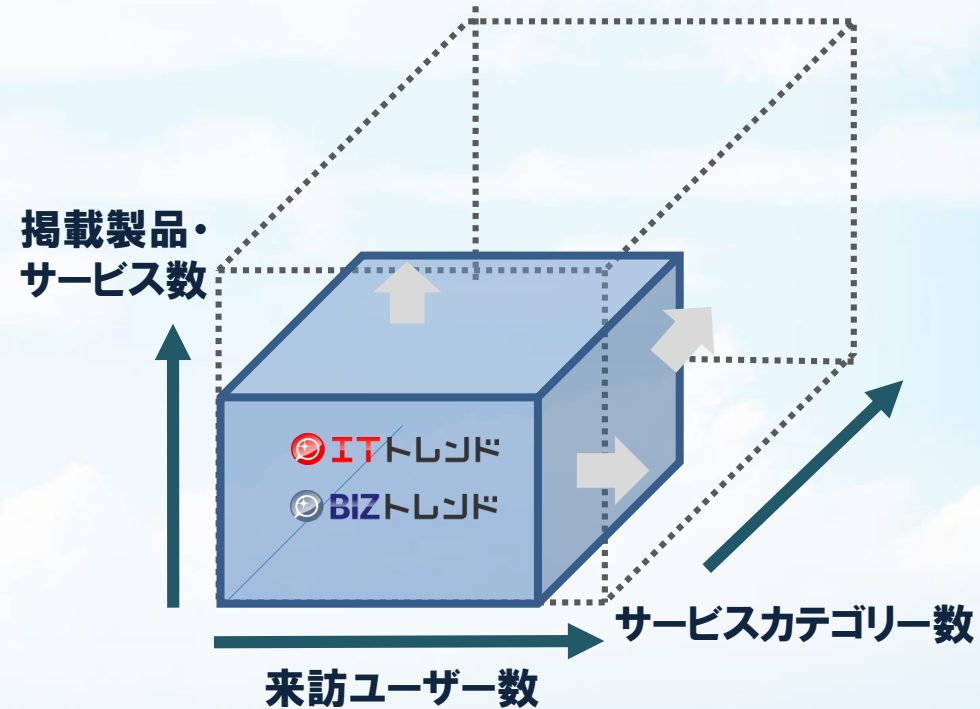 掲載製品・
サービス数
ITトレンド
BIZトレンド
サービスカテゴリー数
来訪ユーザー数